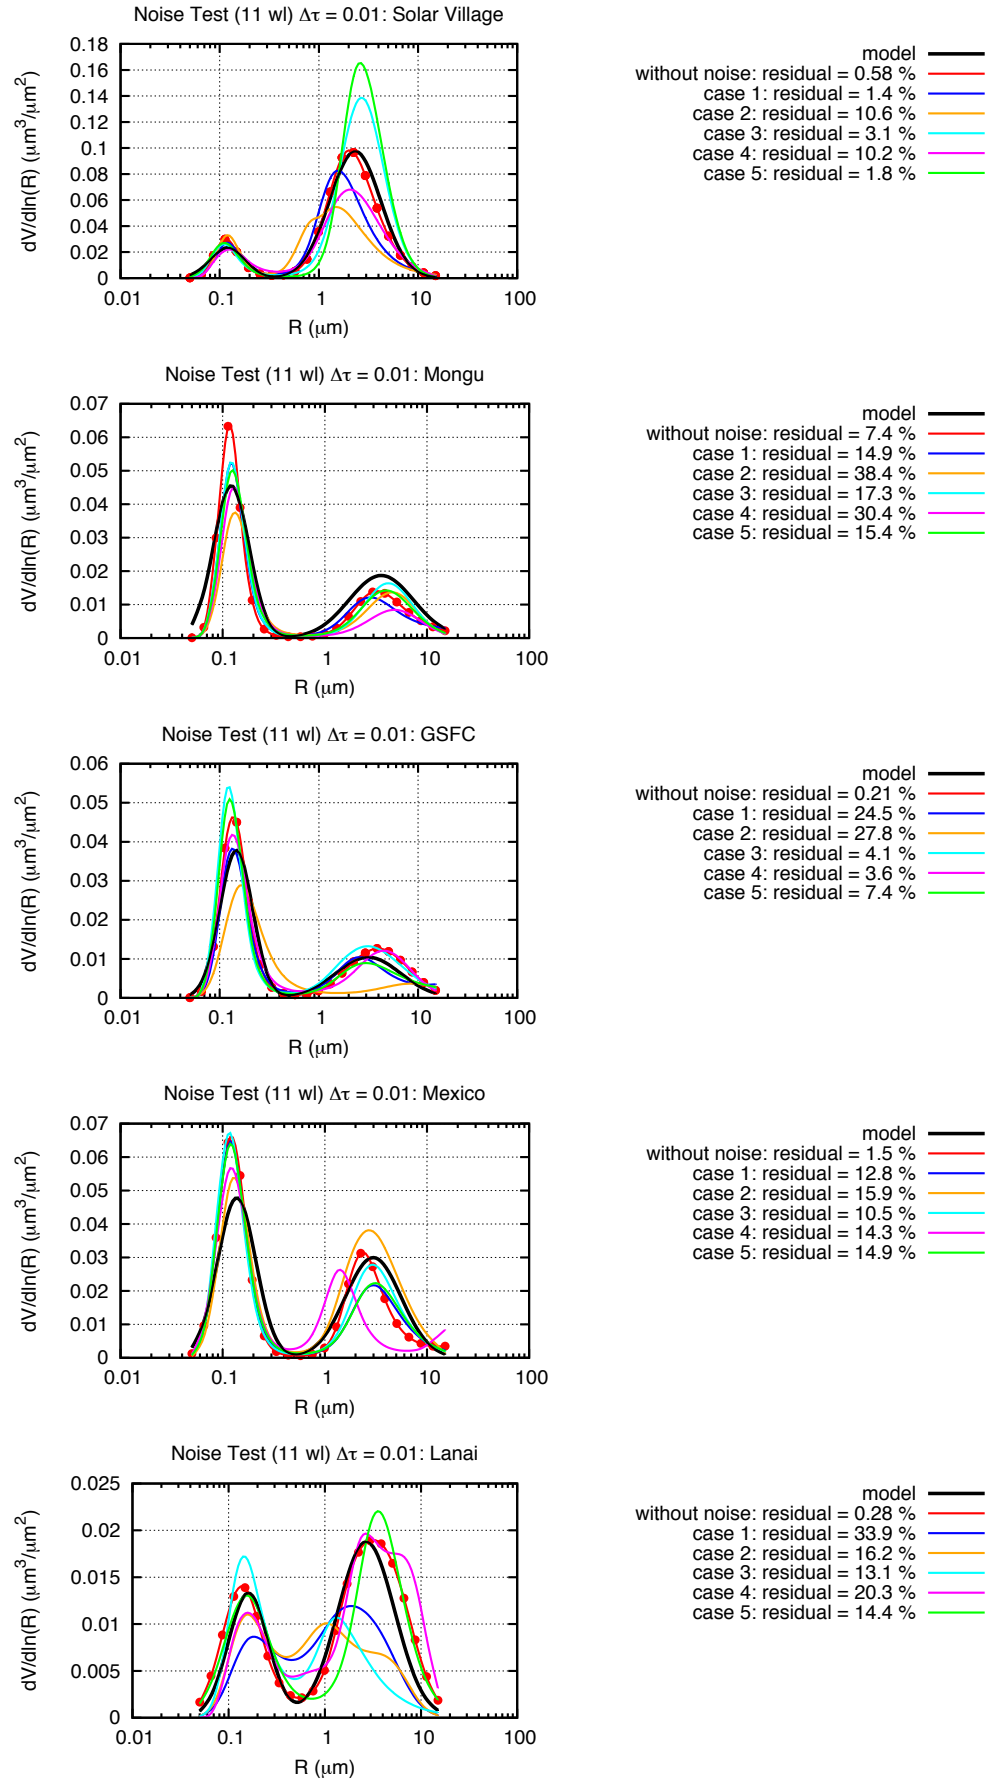 Noise Test (11 wl) Δτ = 0.01: Solar Village
dV/dln(R) (μm³/μm²)
0.18
0.16
0.14
0.12
0.1
0.08
0.06
0.04
0.02
0
0.01 0.1 1 10 100
R (μm)
model
without noise: residual = 0.58 %
case 1: residual = 1.4 %
case 2: residual = 10.6 %
case 3: residual = 3.1 %
case 4: residual = 10.2 %
case 5: residual = 1.8 %
Noise Test (11 wl) Δτ = 0.01: Mongu
dV/dln(R) (μm³/μm²)
0.07
0.06
0.05
0.04
0.03
0.02
0.01
0
0.01 0.1 1 10 100
R (μm)
model
without noise: residual = 7.4 %
case 1: residual = 14.9 %
case 2: residual = 38.4 %
case 3: residual = 17.3 %
case 4: residual = 30.4 %
case 5: residual = 15.4 %
Noise Test (11 wl) Δτ = 0.01: GSFC
dV/dln(R) (μm³/μm²)
0.06
0.05
0.04
0.03
0.02
0.01
0
0.01 0.1 1 10 100
R (μm)
model
without noise: residual = 0.21 %
case 1: residual = 24.5 %
case 2: residual = 27.8 %
case 3: residual = 4.1 %
case 4: residual = 3.6 %
case 5: residual = 7.4 %
Noise Test (11 wl) Δτ = 0.01: Mexico
dV/dln(R) (μm³/μm²)
0.07
0.06
0.05
0.04
0.03
0.02
0.01
0
0.01 0.1 1 10 100
R (μm)
model
without noise: residual = 1.5 %
case 1: residual = 12.8 %
case 2: residual = 15.9 %
case 3: residual = 10.5 %
case 4: residual = 14.3 %
case 5: residual = 14.9 %
Noise Test (11 wl) Δτ = 0.01: Lanai
dV/dln(R) (μm³/μm²)
0.025
0.02
0.015
0.01
0.005
0
0.01 0.1 1 10 100
R (μm)
model
without noise: residual = 0.28 %
case 1: residual = 33.9 %
case 2: residual = 16.2 %
case 3: residual = 13.1 %
case 4: residual = 20.3 %
case 5: residual = 14.4 %